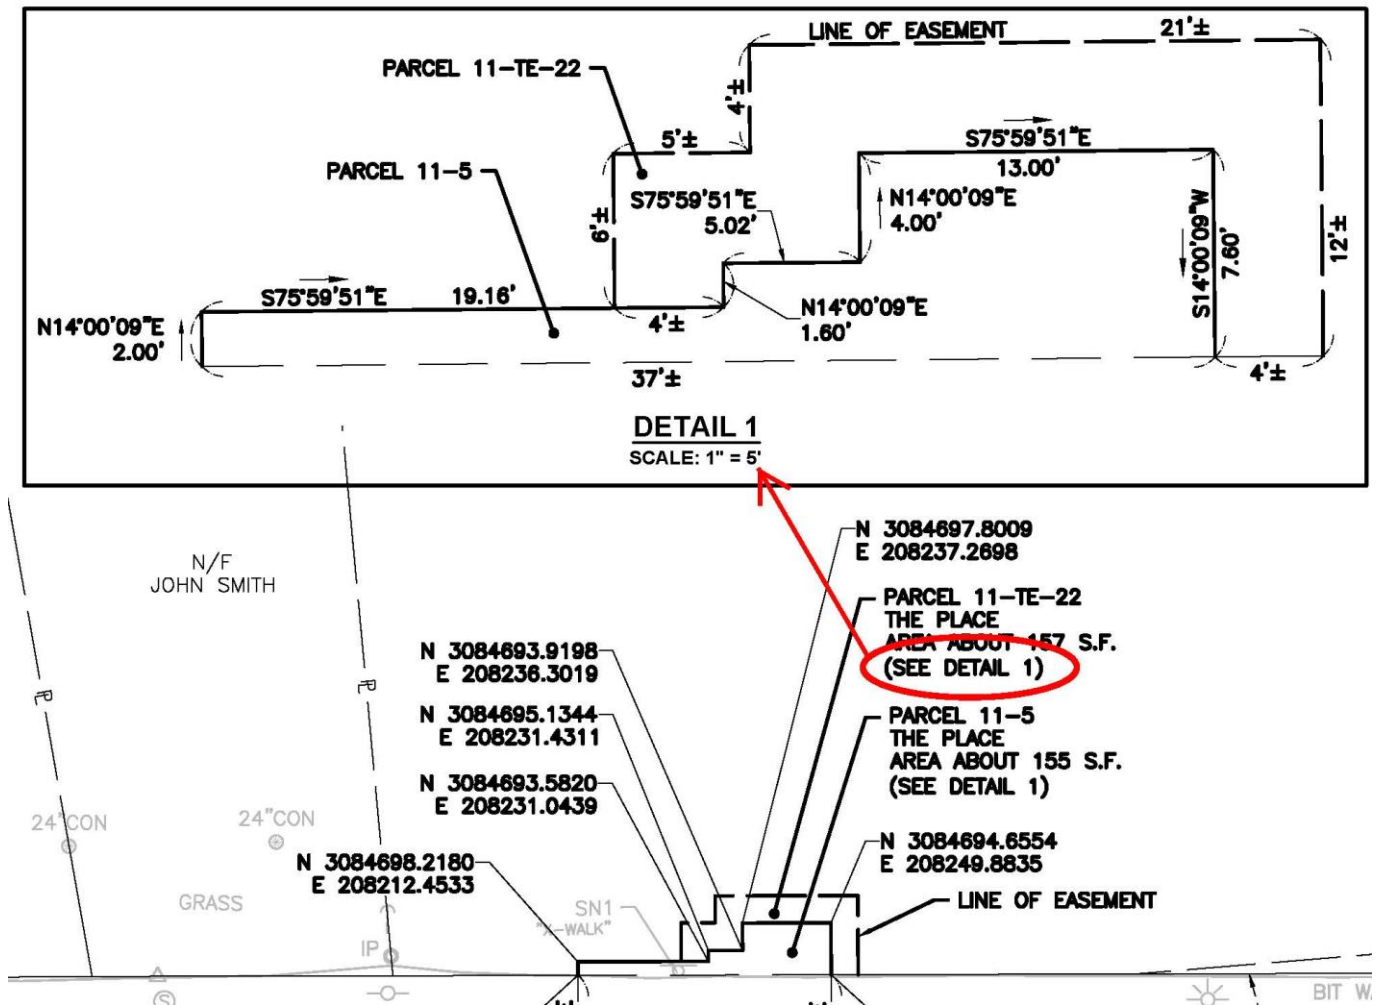 LINE OF EASEMENT
21'±
PARCEL 11-TE-22
4'±
5'±
S75°59'51"E
13.00'
PARCEL 11-5
S75°59'51"E
5.02'
N14°00'09"E
4.00'
6'±
S14°00'09"W
7.60'
12'±
S75°59'51"E
19.16'
N14°00'09"E
2.00'
4'±
N14°00'09"E
1.60'
37'±
4'±
DETAIL 1
SCALE: 1" = 5'
N/F
JOHN SMITH
N 3084697.8009
E 208237.2698
PARCEL 11-TE-22
THE PLACE
AREA ABOUT 157 S.F.
(SEE DETAIL 1)
N 3084693.9198
E 208236.3019
N 3084695.1344
E 208231.4311
N 3084693.5820
E 208231.0439
PARCEL 11-5
THE PLACE
AREA ABOUT 155 S.F.
(SEE DETAIL 1)
PL
PL
24"CON
24"CON
N 3084698.2180
E 208212.4533
N 3084694.6554
E 208249.8835
LINE OF EASEMENT
GRASS
SN1
"X-WALK"
IP
S
BIT